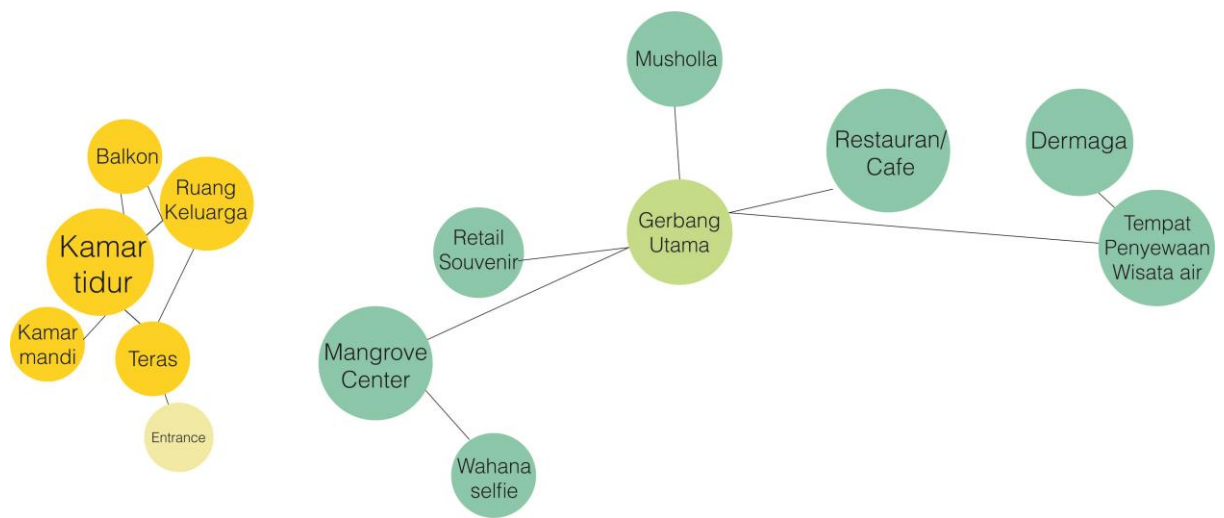 Balkon
Ruang
Keluarga
Kamar
tidur
Kamar
mandi
Teras
Entrance
Musholla
Restauran/
Cafe
Dermaga
Gerbang
Utama
Retail
Souvenir
Tempat
Penyewaan
Wisata air
Mangrove
Center
Wahana
selfie